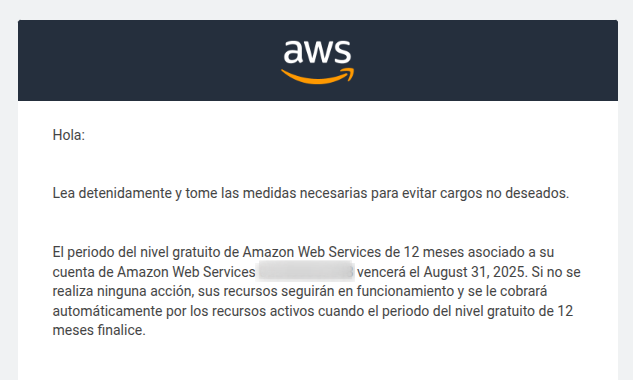 aws
Hola:
Lea detenidamente y tome las medidas necesarias para evitar cargos no deseados.
El periodo del nivel gratuito de Amazon Web Services de 12 meses asociado a su
cuenta de Amazon Web Services vencerá el August 31, 2025. Si no se
realiza ninguna acción, sus recursos seguirán en funcionamiento y se le cobrará
automáticamente por los recursos activos cuando el periodo del nivel gratuito de 12
meses finalice.